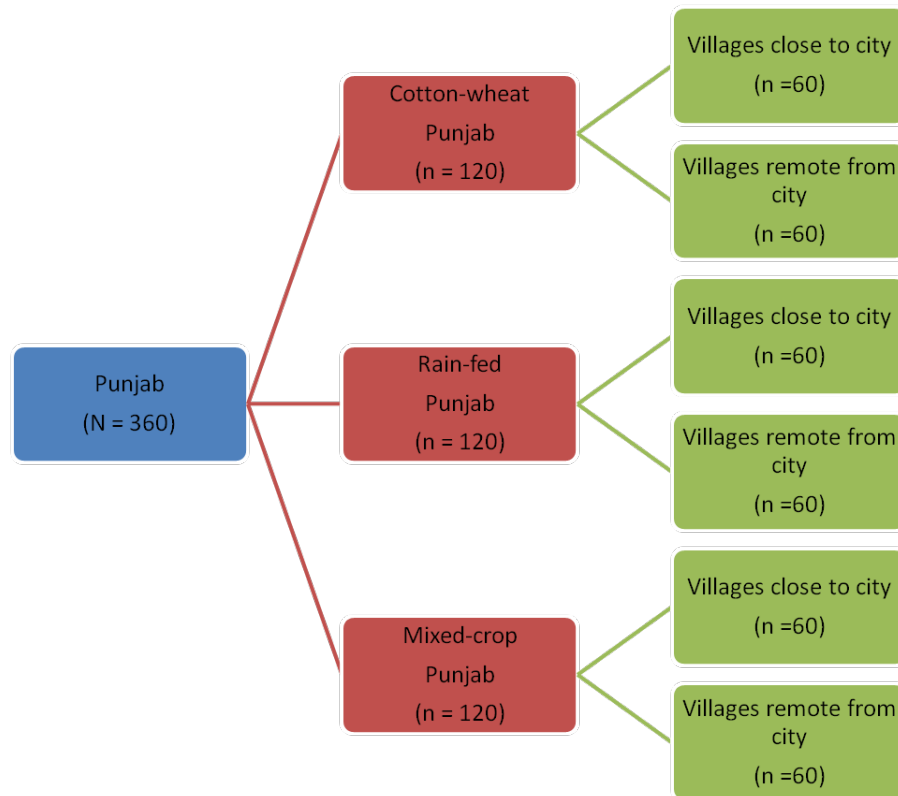 Punjab
(N = 360)
Cotton-wheat
Punjab
(n = 120)
Villages close to city
(n =60)
Villages remote from
city
(n =60)
Rain-fed
Punjab
(n = 120)
Villages close to city
(n =60)
Villages remote from
city
(n =60)
Mixed-crop
Punjab
(n = 120)
Villages close to city
(n =60)
Villages remote from
city
(n =60)